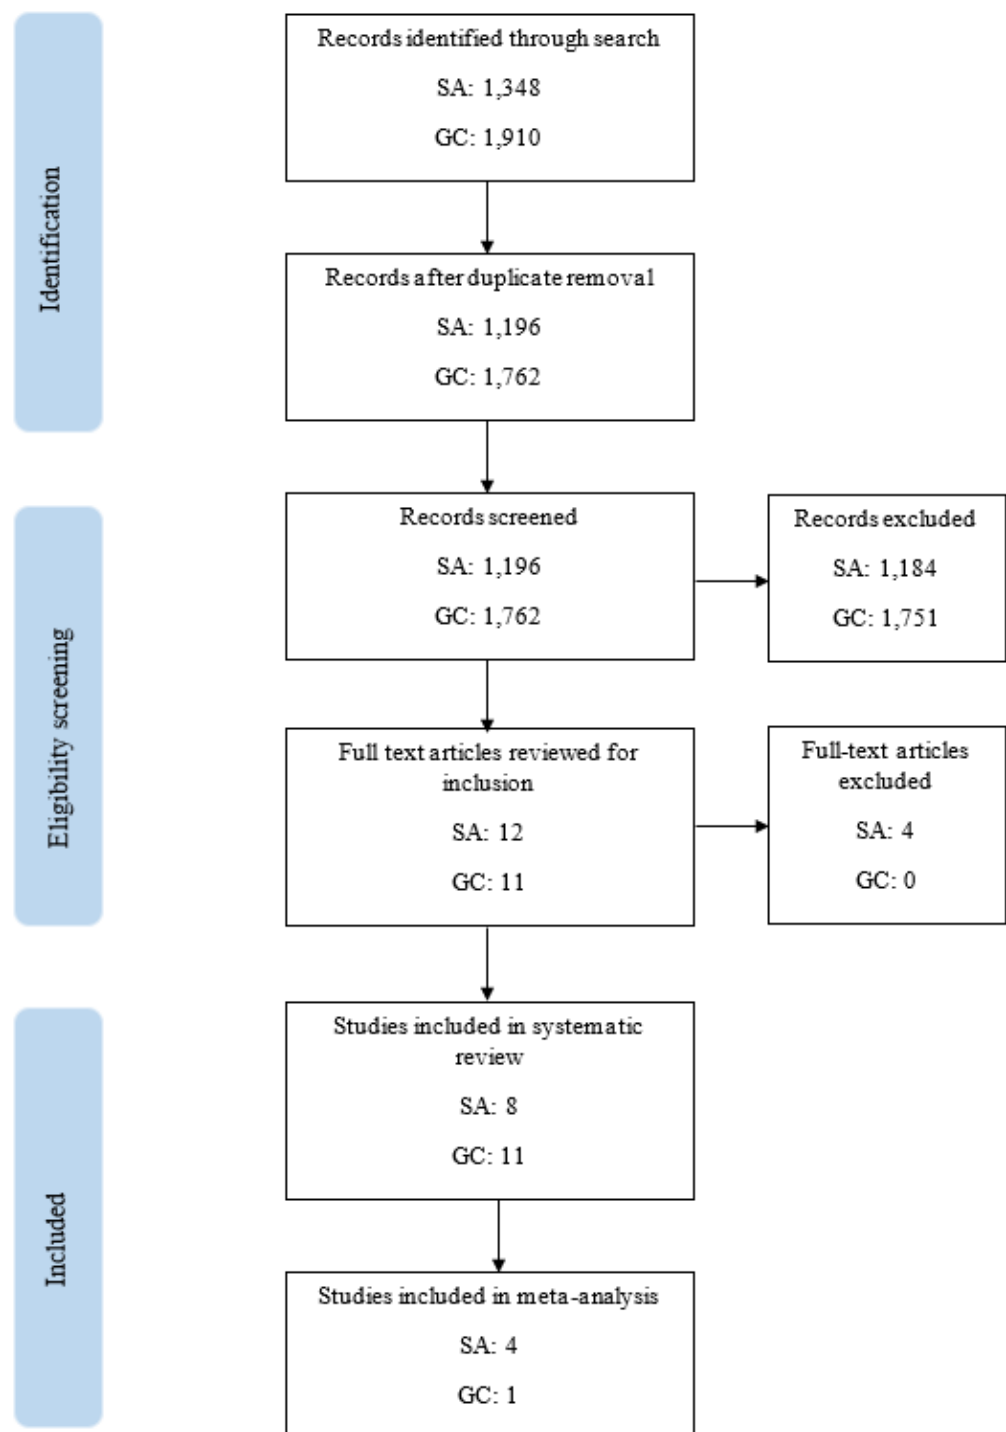 Identification
Records identified through search
SA: 1,348
GC: 1,910
Records after duplicate removal
SA: 1,196
GC: 1,762
Eligibility screening
Records screened
SA: 1,196
GC: 1,762
Records excluded
SA: 1,184
GC: 1,751
Full text articles reviewed for
inclusion
SA: 12
GC: 11
Full-text articles
excluded
SA: 4
GC: 0
Included
Studies included in systematic
review
SA: 8
GC: 11
Studies included in meta-analysis
SA: 4
GC: 1